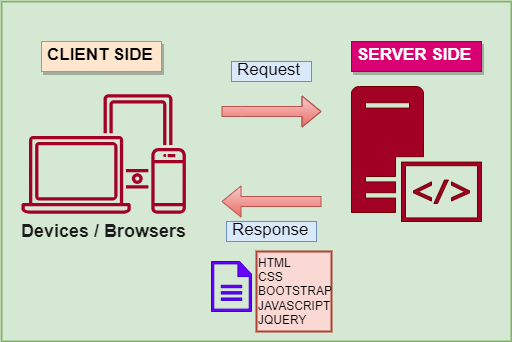 CLIENT SIDE
SERVER SIDE
Request
</>
Devices / Browsers
Response
HTML
CSS
BOOTSTRAP
JAVASCRIPT
JQUERY